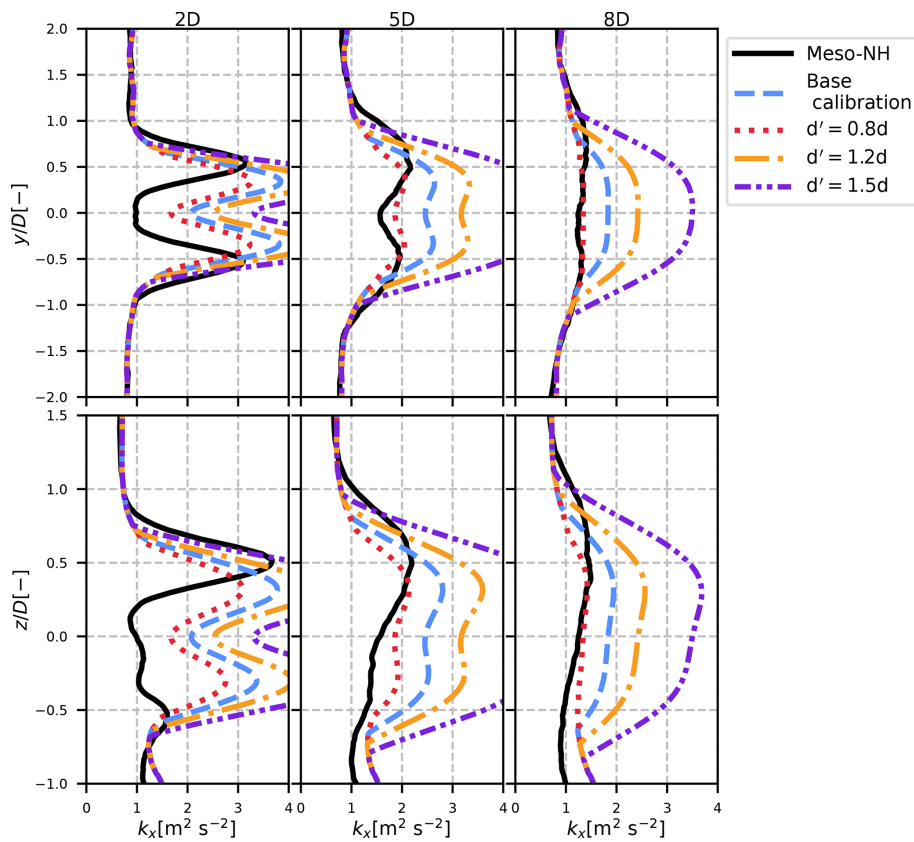 2D 5D 8D
2.0
1.5
1.0
0.5
0.0
−0.5
−1.0
−1.5
−2.0
y/D[−]
Meso-NH
Base
calibration
d′ = 0.8d
d′ = 1.2d
d′ = 1.5d
1.5
1.0
0.5
0.0
−0.5
−1.0
z/D[−]
0 1 2 3 4 0 1 2 3 4 0 1 2 3 4
kₓ[m² s⁻²] kₓ[m² s⁻²] kₓ[m² s⁻²]